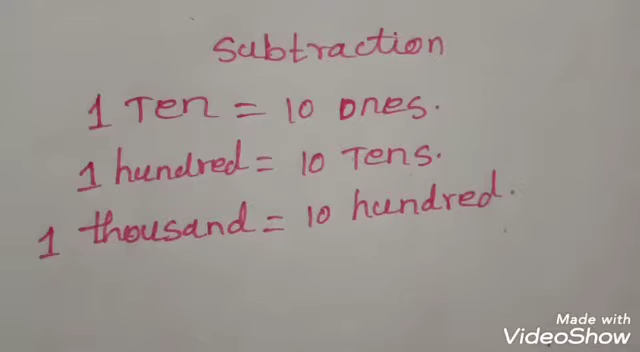 Subtraction
1 Ten = 10 ones.
1 hundred = 10 Tens.
1 thousand = 10 hundred.
Made with
VideoShow